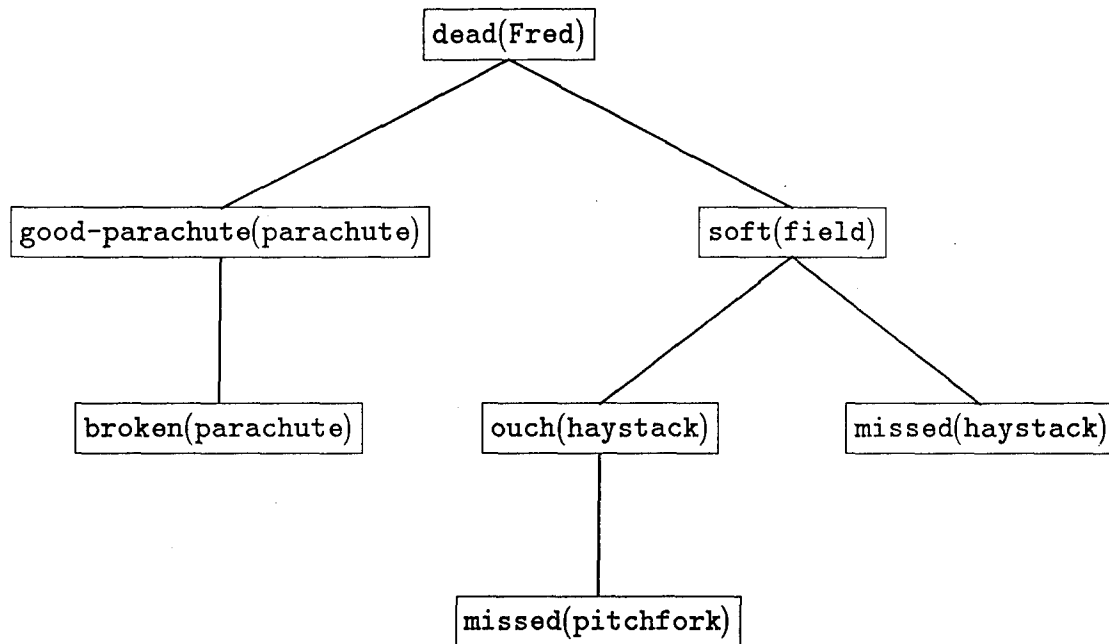 dead(Fred)
good-parachute(parachute)
soft(field)
broken(parachute)
ouch(haystack)
missed(haystack)
missed(pitchfork)